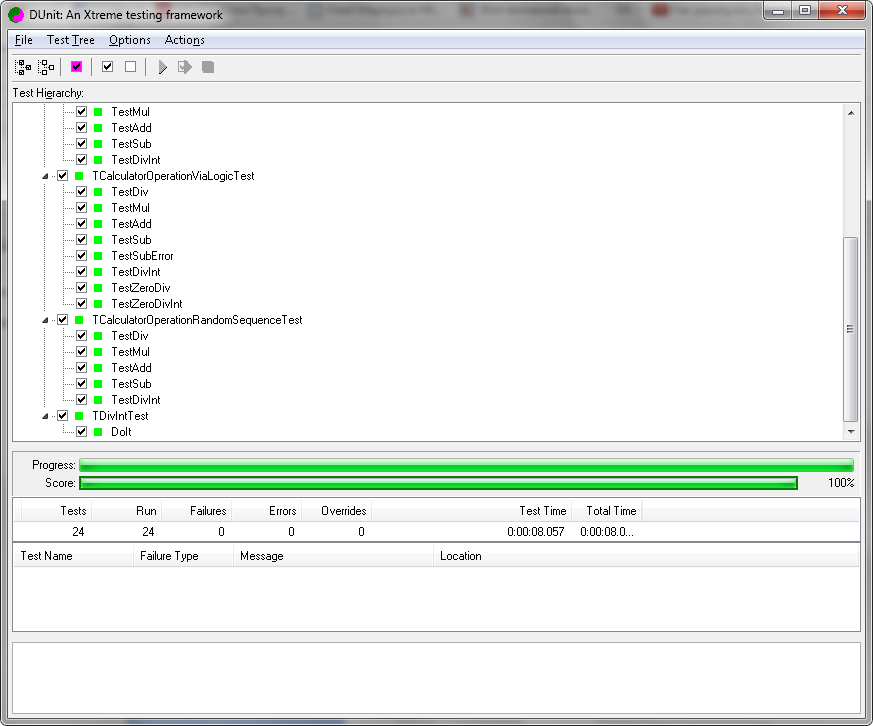 DUnit: An Xtreme testing framework
File Test Tree Options Actions
Test Hierarchy:
TestMul
TestAdd
TestSub
TestDivInt
TCalculatorOperationViaLogicTest
TestDiv
TestMul
TestAdd
TestSub
TestSubError
TestDivInt
TestZeroDiv
TestZeroDivInt
TCalculatorOperationRandomSequenceTest
TestDiv
TestMul
TestAdd
TestSub
TestDivInt
TDivIntTest
DoIt
Progress:
Score: 100%
Tests Run Failures Errors Overrides Test Time Total Time
24 24 0 0 0 0:00:08.057 0:00:08.0...
Test Name Failure Type Message Location